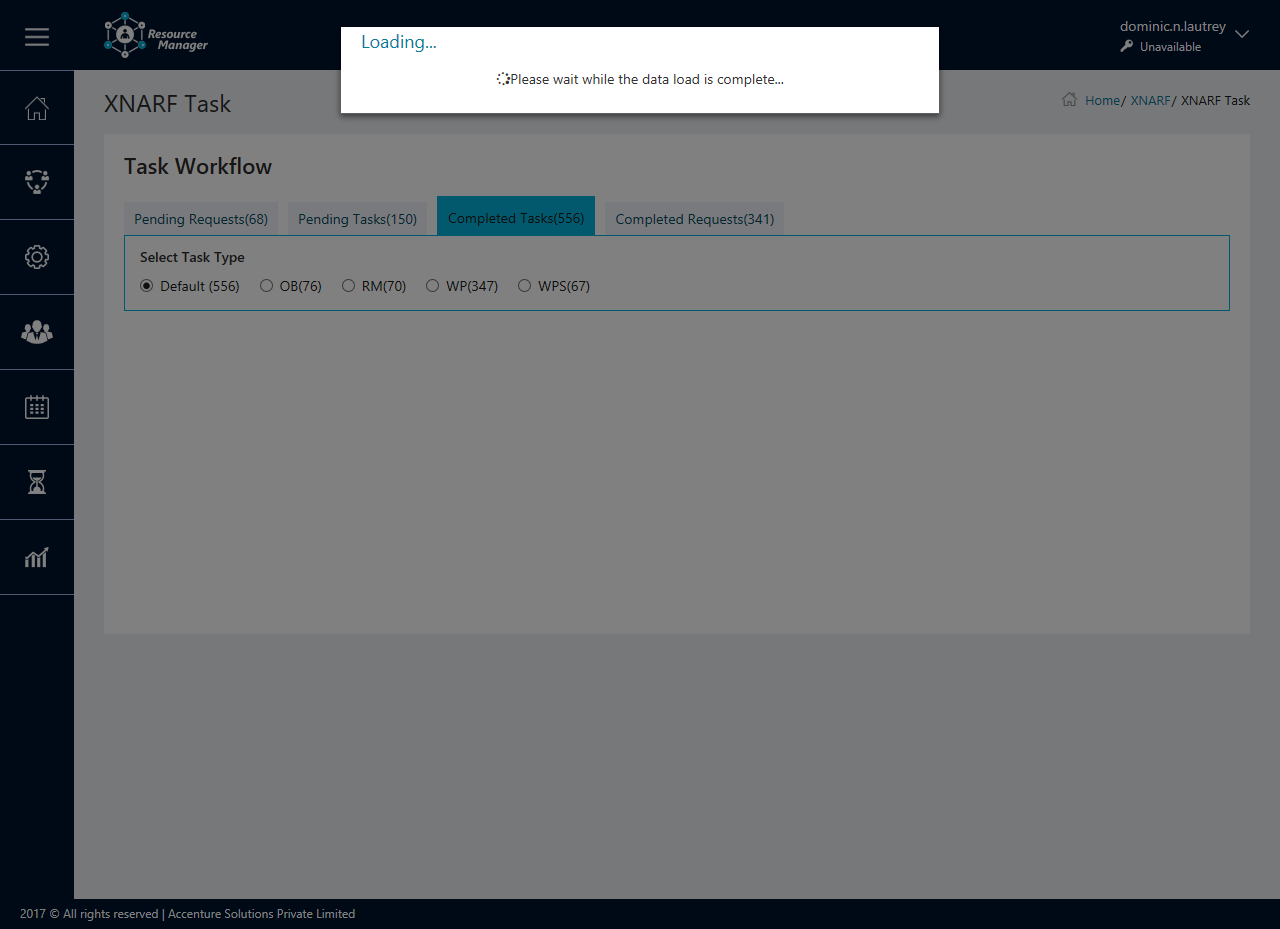 Resource
Manager
dominic.n.lautrey
Unavailable
Loading...
Please wait while the data load is complete...
XNARF Task
Home/ XNARF/ XNARF Task
Task Workflow
Pending Requests(68) Pending Tasks(150) Completed Tasks(556) Completed Requests(341)
Select Task Type
Default (556) OB(76) RM(70) WP(347) WPS(67)
2017 © All rights reserved | Accenture Solutions Private Limited